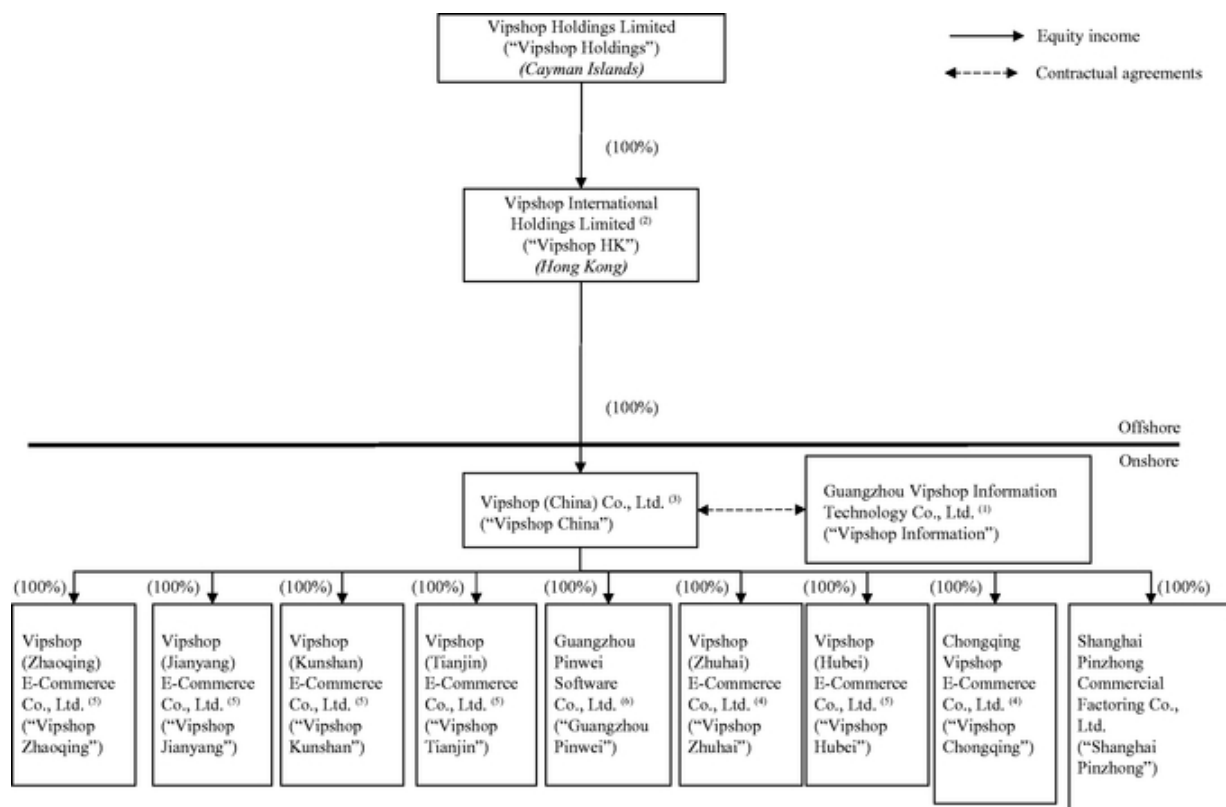 Vipshop Holdings Limited
(“Vipshop Holdings”)
(Cayman Islands)
Equity income
Contractual agreements
(100%)
Vipshop International
Holdings Limited (2)
(“Vipshop HK”)
(Hong Kong)
(100%)
Offshore
Onshore
Vipshop (China) Co., Ltd. (3)
(“Vipshop China”)
Guangzhou Vipshop Information
Technology Co., Ltd. (1)
(“Vipshop Information”)
(100%)
(100%)
(100%)
(100%)
(100%)
(100%)
(100%)
(100%)
(100%)
Vipshop
(Zhaoqing)
E-Commerce
Co., Ltd. (5)
(“Vipshop
Zhaoqing”)
Vipshop
(Jianyang)
E-Commerce
Co., Ltd. (5)
(“Vipshop
Jianyang”)
Vipshop
(Kunshan)
E-Commerce
Co., Ltd. (5)
(“Vipshop
Kunshan”)
Vipshop
(Tianjin)
E-Commerce
Co., Ltd. (5)
(“Vipshop
Tianjin”)
Guangzhou
Pinwei
Software
Co., Ltd. (6)
(“Guangzhou
Pinwei”)
Vipshop
(Zhuhai)
E-Commerce
Co., Ltd. (4)
(“Vipshop
Zhuhai”)
Vipshop
(Hubei)
E-Commerce
Co., Ltd. (5)
(“Vipshop
Hubei”)
Chongqing
Vipshop
E-Commerce
Co., Ltd. (4)
(“Vipshop
Chongqing”)
Shanghai
Pinzhong
Commercial
Factoring Co.,
Ltd.
(“Shanghai
Pinzhong”)